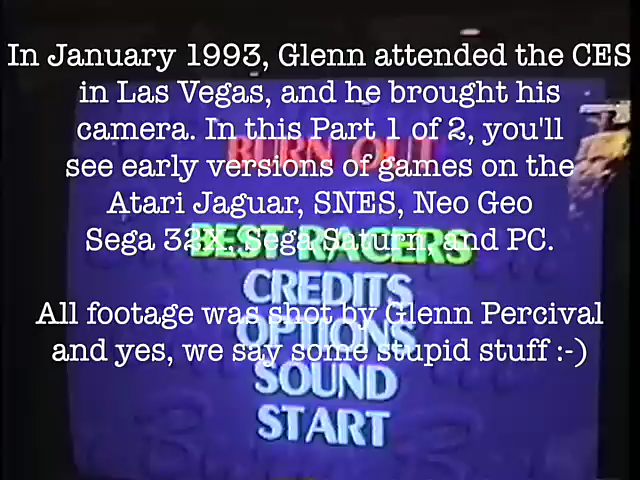 In January 1993, Glenn attended the CES
in Las Vegas, and he brought his
camera. In this Part 1 of 2, you'll
see early versions of games on the
Atari Jaguar, SNES, Neo Geo
Sega 32X, Sega Saturn, and PC.
All footage was shot by Glenn Percival
and yes, we say some stupid stuff :-)
BURN OUT
BEST RACERS
CREDITS
OPTIONS
SOUND
START